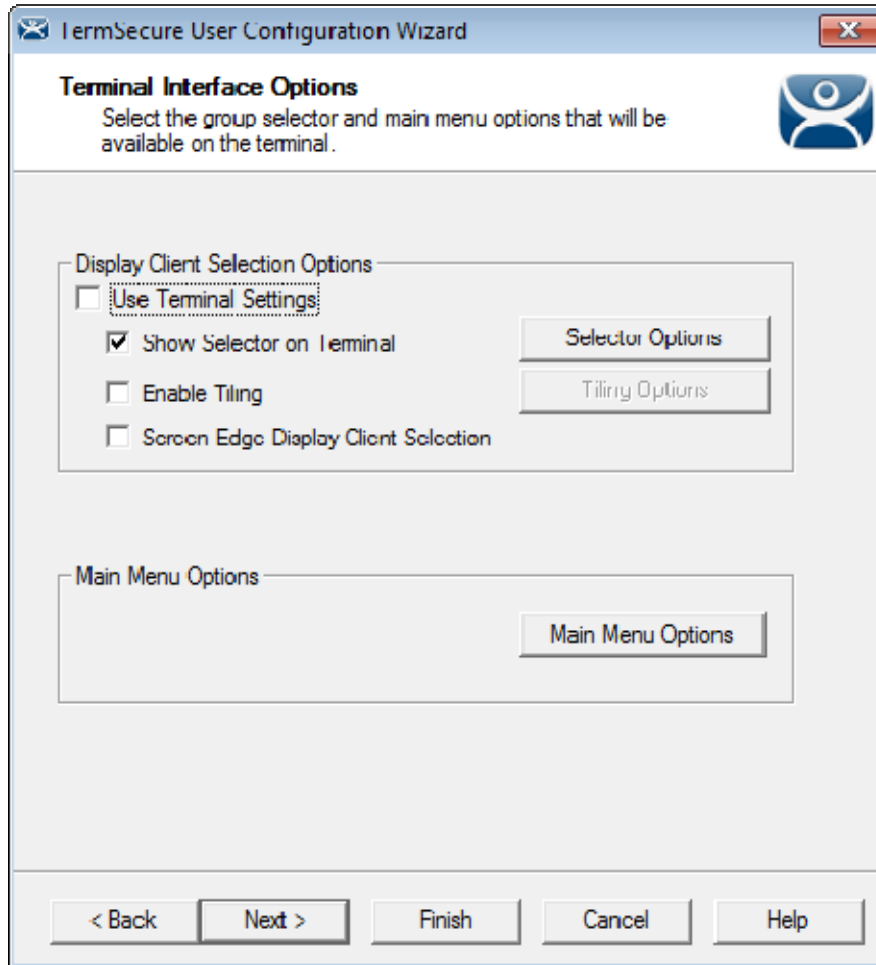 TermSecure User Configuration Wizard
Terminal Interface Options
Select the group selector and main menu options that will be
available on the terminal.
Display Client Selection Options
Use Terminal Settings
Show Selector on Terminal
Selector Options
Enable Tiling
Tiling Options
Screen Edge Display Client Selection
Main Menu Options
Main Menu Options
< Back
Next >
Finish
Cancel
Help